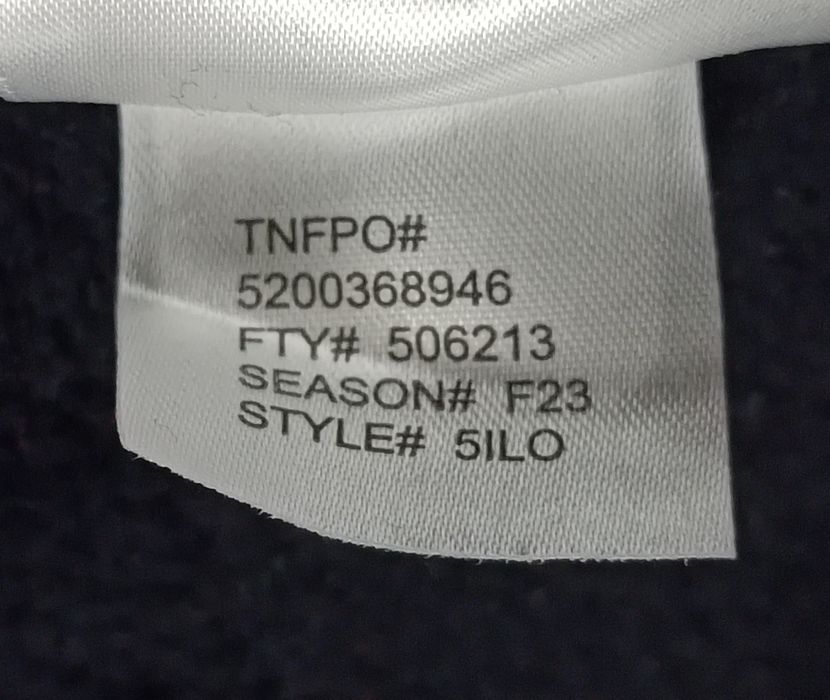 TNFPO#
5200368946
FTY# 506213
SEASON# F23
STYLE# 5ILO